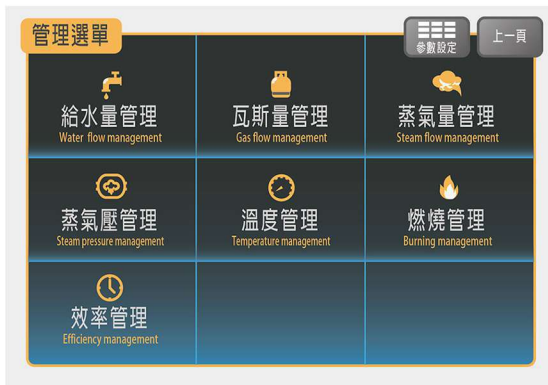 管理選單
參數設定
上一頁
給水量管理
Water flow management
瓦斯量管理
Gas flow management
蒸氣量管理
Steam flow management
蒸氣壓管理
Steam pressure management
溫度管理
Temperature management
燃燒管理
Burning management
效率管理
Efficiency management